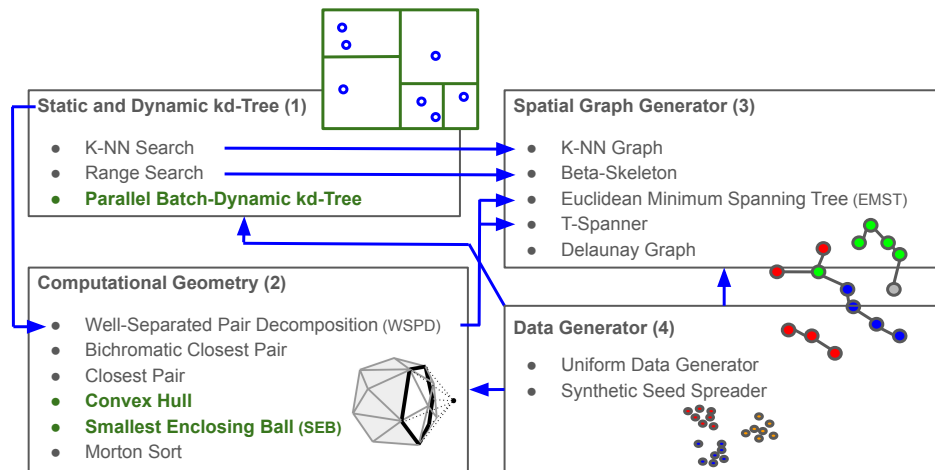 Static and Dynamic kd-Tree (1)
K-NN Search
Range Search
Parallel Batch-Dynamic kd-Tree
Spatial Graph Generator (3)
K-NN Graph
Beta-Skeleton
Euclidean Minimum Spanning Tree (EMST)
T-Spanner
Delaunay Graph
Computational Geometry (2)
Well-Separated Pair Decomposition (WSPD)
Bichromatic Closest Pair
Closest Pair
Convex Hull
Smallest Enclosing Ball (SEB)
Morton Sort
Data Generator (4)
Uniform Data Generator
Synthetic Seed Spreader